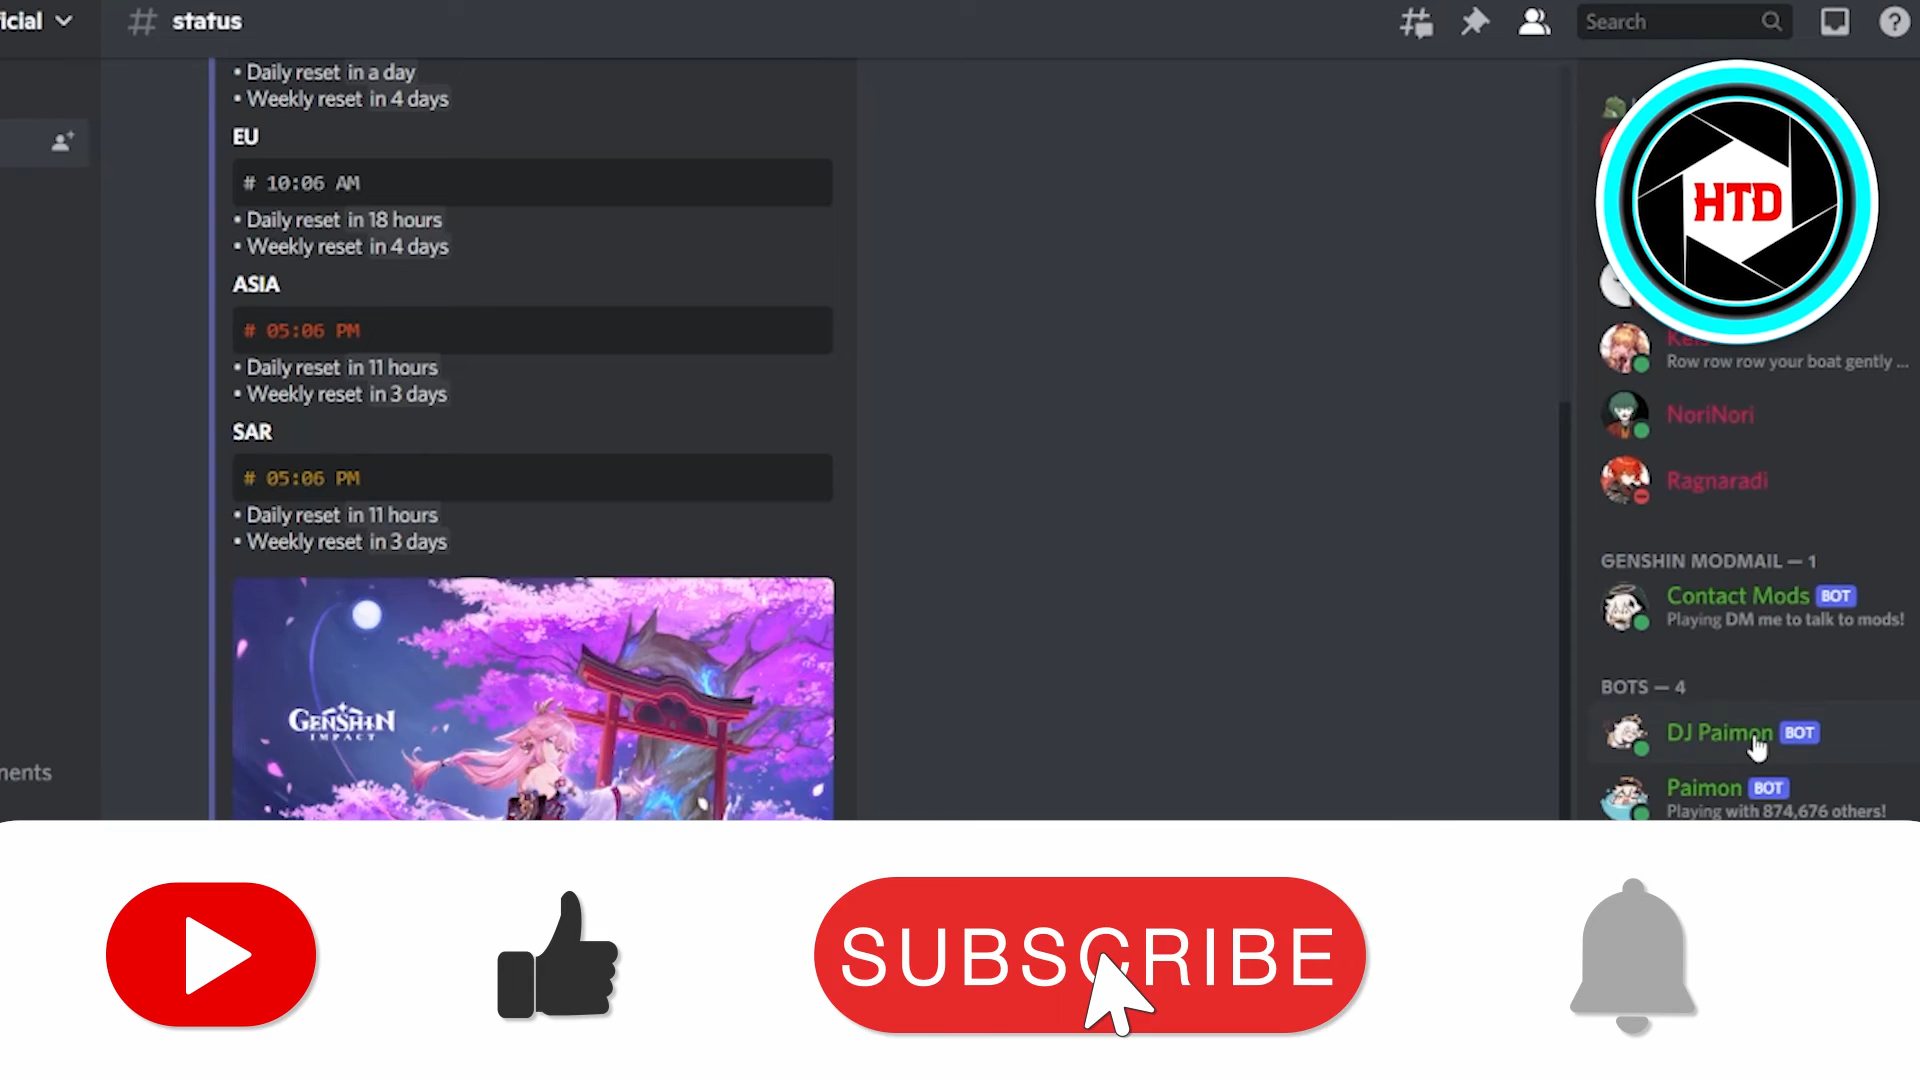 icial
status
Search
• Daily reset in a day
• Weekly reset in 4 days
EU
# 10:06 AM
• Daily reset in 18 hours
• Weekly reset in 4 days
ASIA
# 05:06 PM
• Daily reset in 11 hours
• Weekly reset in 3 days
SAR
# 05:06 PM
• Daily reset in 11 hours
• Weekly reset in 3 days
GENSHIN
IMPACT
nents
HTD
Row row row your boat gently ...
NoriNori
Ragnaradi
GENSHIN MODMAIL — 1
Contact Mods BOT
Playing DM me to talk to mods!
BOTS — 4
DJ Paimon BOT
Paimon BOT
Playing with 874,676 others!
SUBSCRIBE